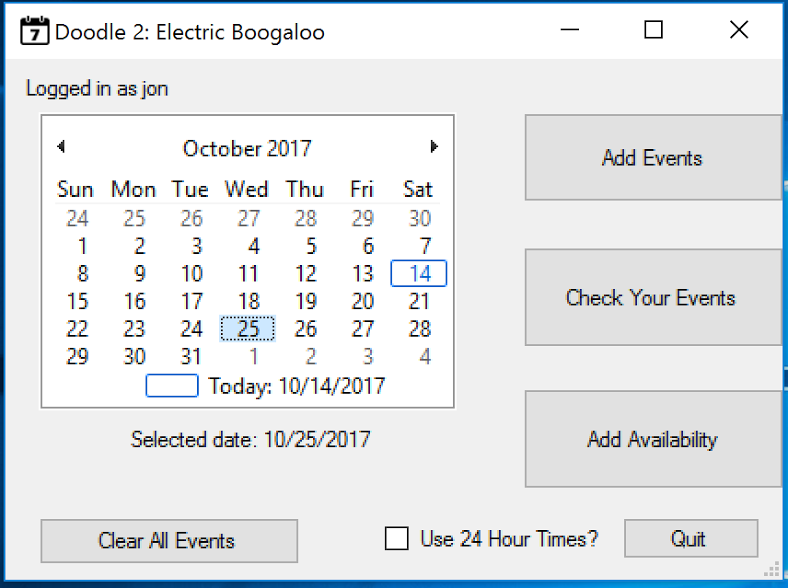 7 Doodle 2: Electric Boogaloo
Logged in as jon
October 2017
Sun Mon Tue Wed Thu Fri Sat
24 25 26 27 28 29 30
1 2 3 4 5 6 7
8 9 10 11 12 13 14
15 16 17 18 19 20 21
22 23 24 25 26 27 28
29 30 31 1 2 3 4
Today: 10/14/2017
Selected date: 10/25/2017
Add Events
Check Your Events
Add Availability
Clear All Events
Use 24 Hour Times?
Quit